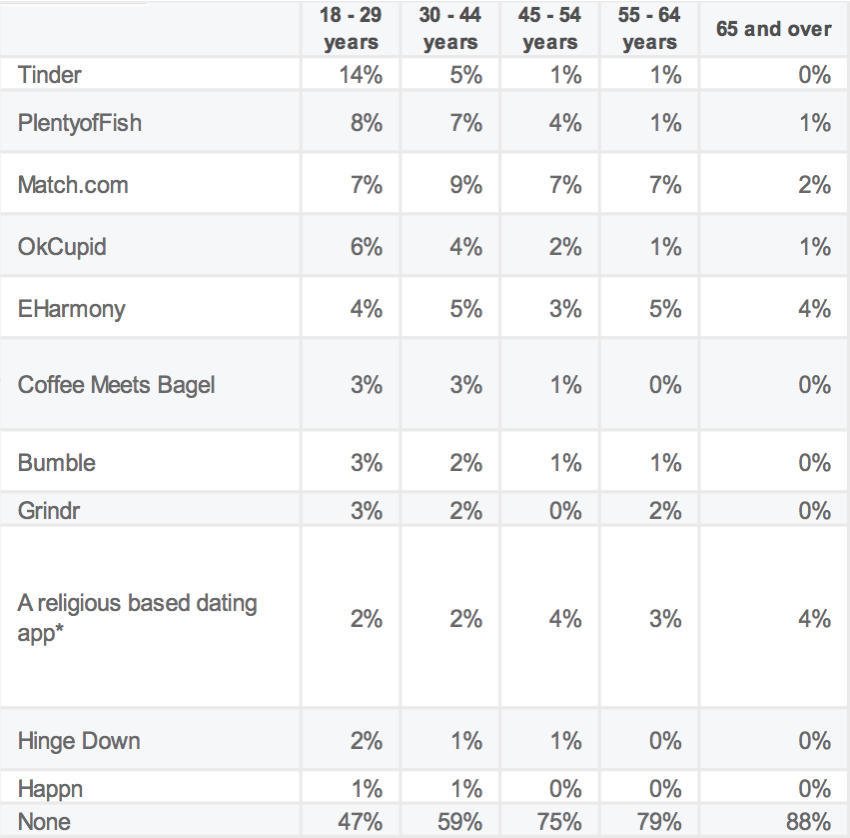 18 - 29 years 30 - 44 years 45 - 54 years 55 - 64 years 65 and over
Tinder 14% 5% 1% 1% 0%
PlentyofFish 8% 7% 4% 1% 1%
Match.com 7% 9% 7% 7% 2%
OkCupid 6% 4% 2% 1% 1%
EHarmony 4% 5% 3% 5% 4%
Coffee Meets Bagel 3% 3% 1% 0% 0%
Bumble 3% 2% 1% 1% 0%
Grindr 3% 2% 0% 2% 0%
A religious based dating app* 2% 2% 4% 3% 4%
Hinge Down 2% 1% 1% 0% 0%
Happn 1% 1% 0% 0% 0%
None 47% 59% 75% 79% 88%